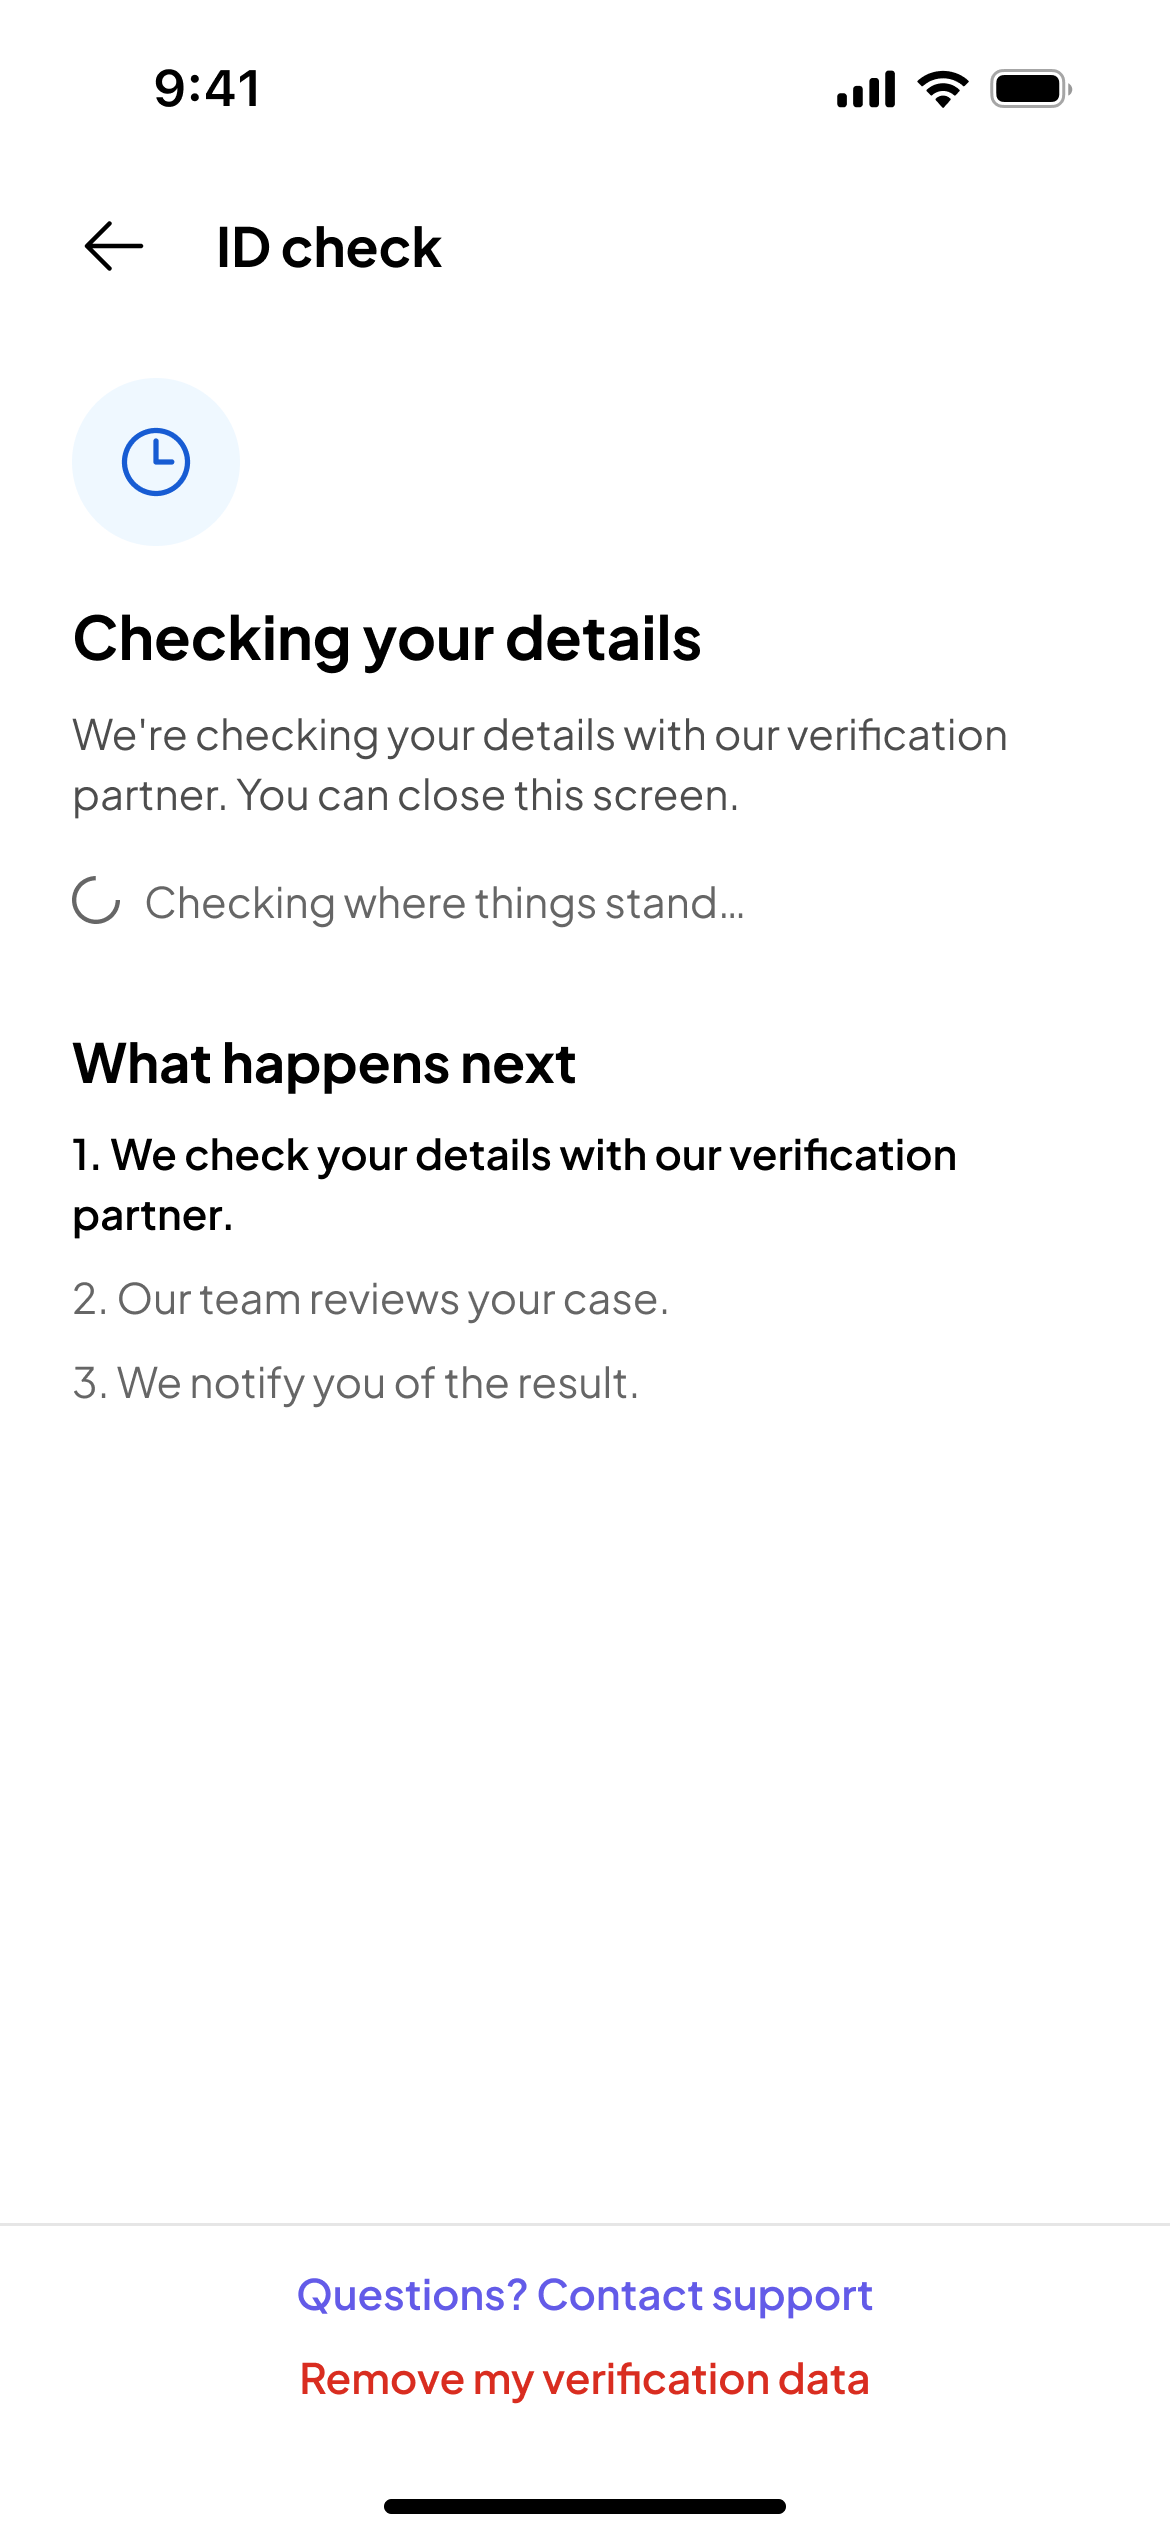 9:41
ID check
Checking your details
We're checking your details with our verification
partner. You can close this screen.
Checking where things stand...
What happens next
1. We check your details with our verification
partner.
2. Our team reviews your case.
3. We notify you of the result.
Questions? Contact support
Remove my verification data